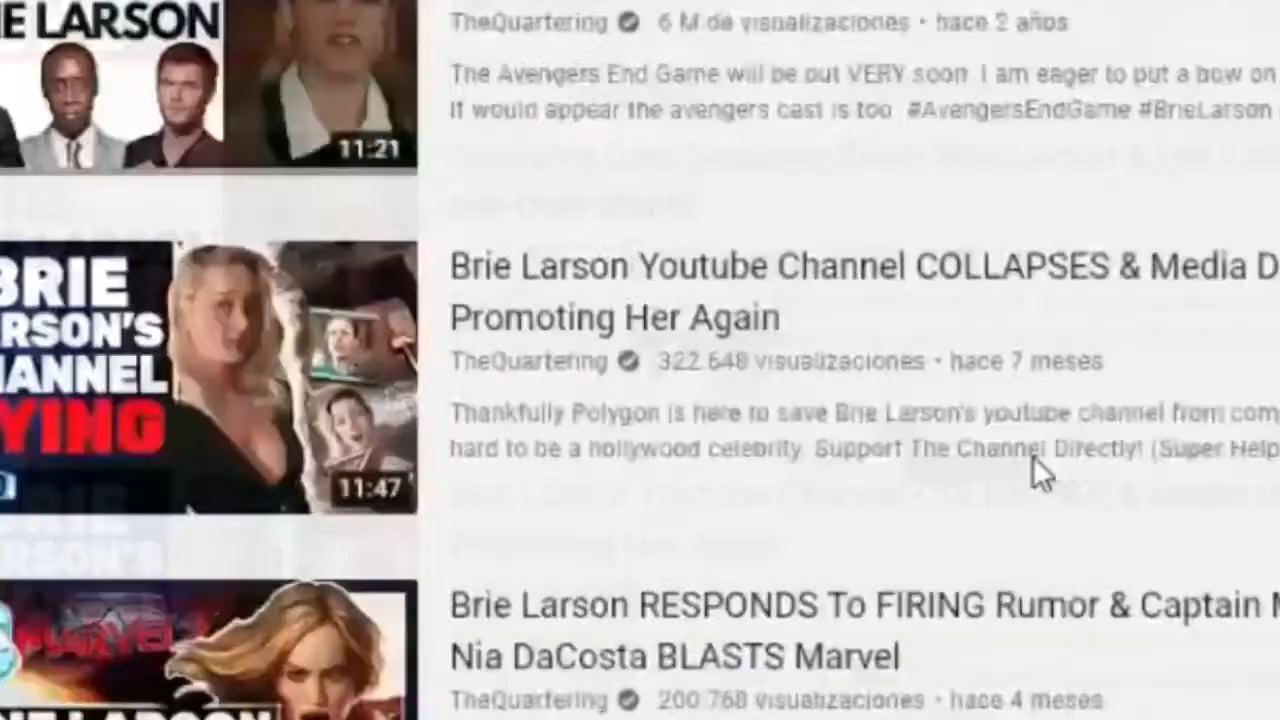 E LARSON
11:21
TheQuartering 6 M de visualizaciones • hace 2 años
The Avengers End Game will be out VERY soon. I am eager to put a bow on
It would appear the avengers cast is too. #AvengersEndGame #BrieLarson
BRIE
ARSON'S
HANNEL
YING
11:47
Brie Larson Youtube Channel COLLAPSES & Media D
Promoting Her Again
TheQuartering 322.648 visualizaciones • hace 7 meses
Thankfully Polygon is here to save Brie Larson's youtube channel from com
hard to be a hollywood celebrity. Support The Channel Directly! (Super Help
MARVEL
Brie Larson RESPONDS To FIRING Rumor & Captain M
Nia DaCosta BLASTS Marvel
TheQuartering 200.768 visualizaciones • hace 4 meses